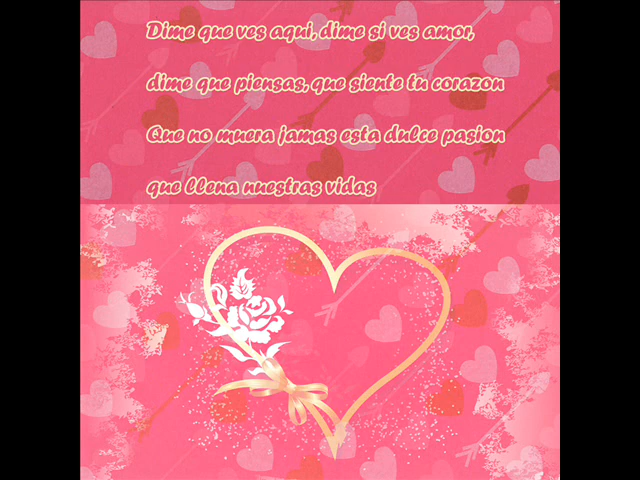 Dime que ves aqui, dime si ves amor,
dime que piensas, que siente tu corazon
Que no muera jamas esta dulce pasion
que llena nuestras vidas